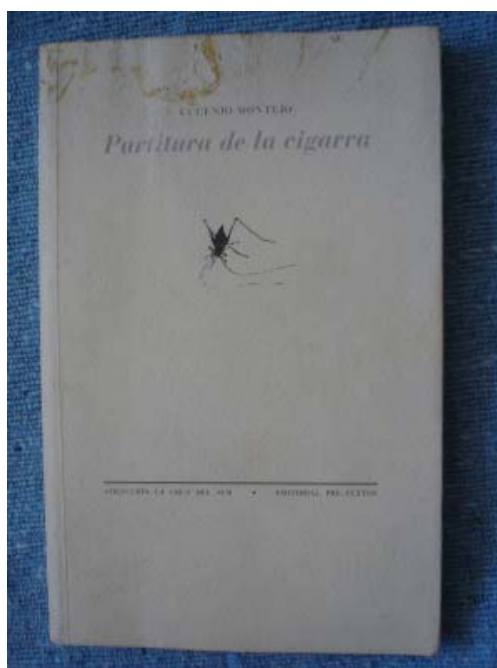 EUGENIO MONTEJO
Partitura de la cigarra
COLECCIÓN LA CRUZ DEL SUR • EDITORIAL PRE-TEXTOS